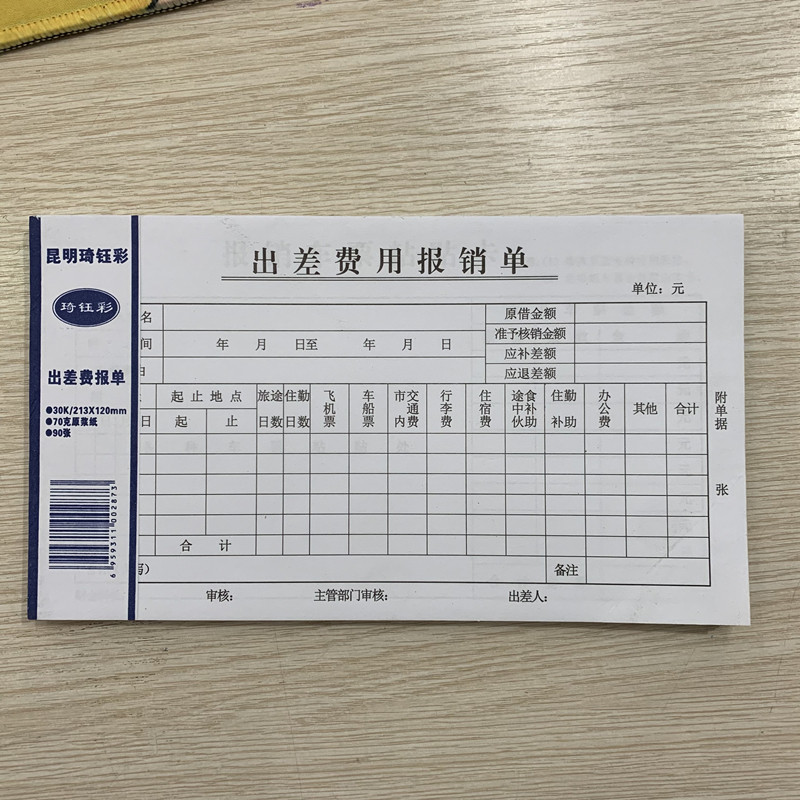 昆明琦钰彩
琦钰彩
出差费报单
●30K/213X120mm
●70克原浆纸
●90张
6 959311 002873
出差费用报销单
单位：元
名
原借金额
准予核销金额
间 年 月 日至 年 月 日
应补差额
应退差额
起止地点 旅途日数 住勤日数 飞机票 车船票 市内交通费 行李费 住宿费 途中伙食补助 住勤补助 办公费 其他 合计
日 起 止
附单据 张
合计
写） 备注
审核： 主管部门审核： 出差人：